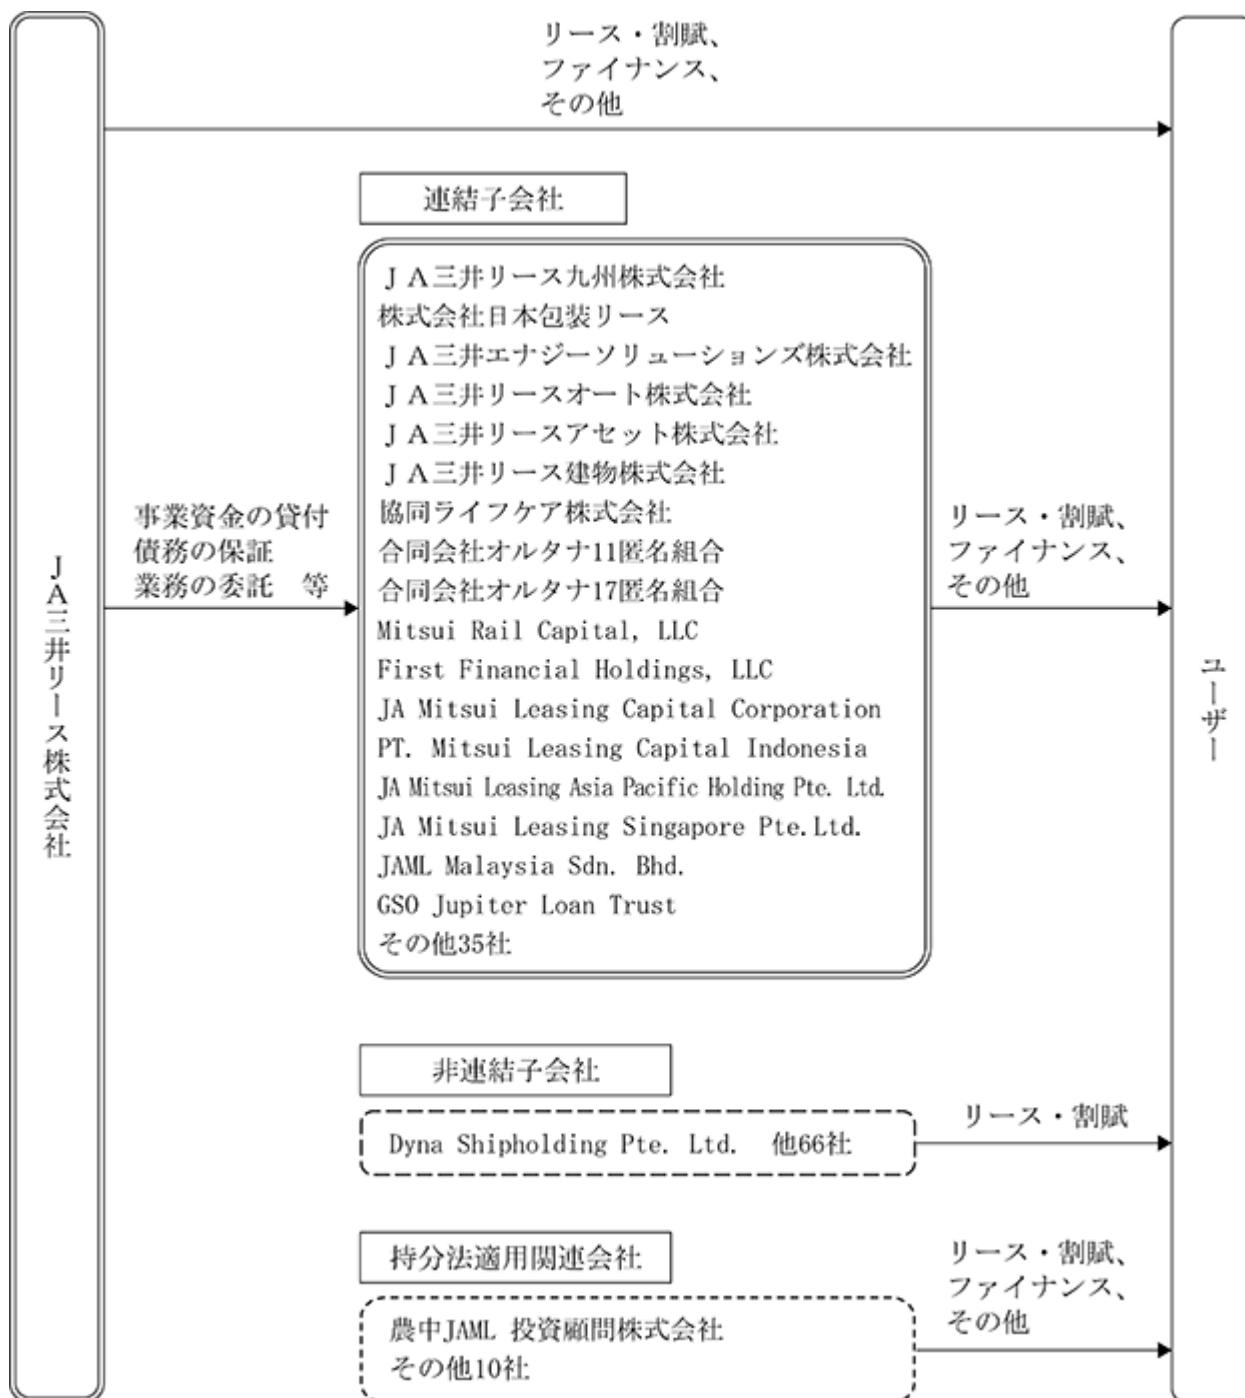 リース・割賦、
ファイナンス、
その他
連結子会社
ＪＡ三井リース九州株式会社
株式会社日本包装リース
ＪＡ三井エナジーソリューションズ株式会社
ＪＡ三井リースオート株式会社
ＪＡ三井リースアセット株式会社
ＪＡ三井リース建物株式会社
協同ライフケア株式会社
合同会社オルタナ11匿名組合
合同会社オルタナ17匿名組合
Mitsui Rail Capital, LLC
First Financial Holdings, LLC
JA Mitsui Leasing Capital Corporation
PT. Mitsui Leasing Capital Indonesia
JA Mitsui Leasing Asia Pacific Holding Pte. Ltd.
JA Mitsui Leasing Singapore Pte.Ltd.
JAML Malaysia Sdn. Bhd.
GSO Jupiter Loan Trust
その他35社
事業資金の貸付
債務の保証
業務の委託　等
リース・割賦、
ファイナンス、
その他
ＪＡ三井リース株式会社
ユーザー
非連結子会社
Dyna Shipholding Pte. Ltd.　他66社
リース・割賦
持分法適用関連会社
農中JAML 投資顧問株式会社
その他10社
リース・割賦、
ファイナンス、
その他